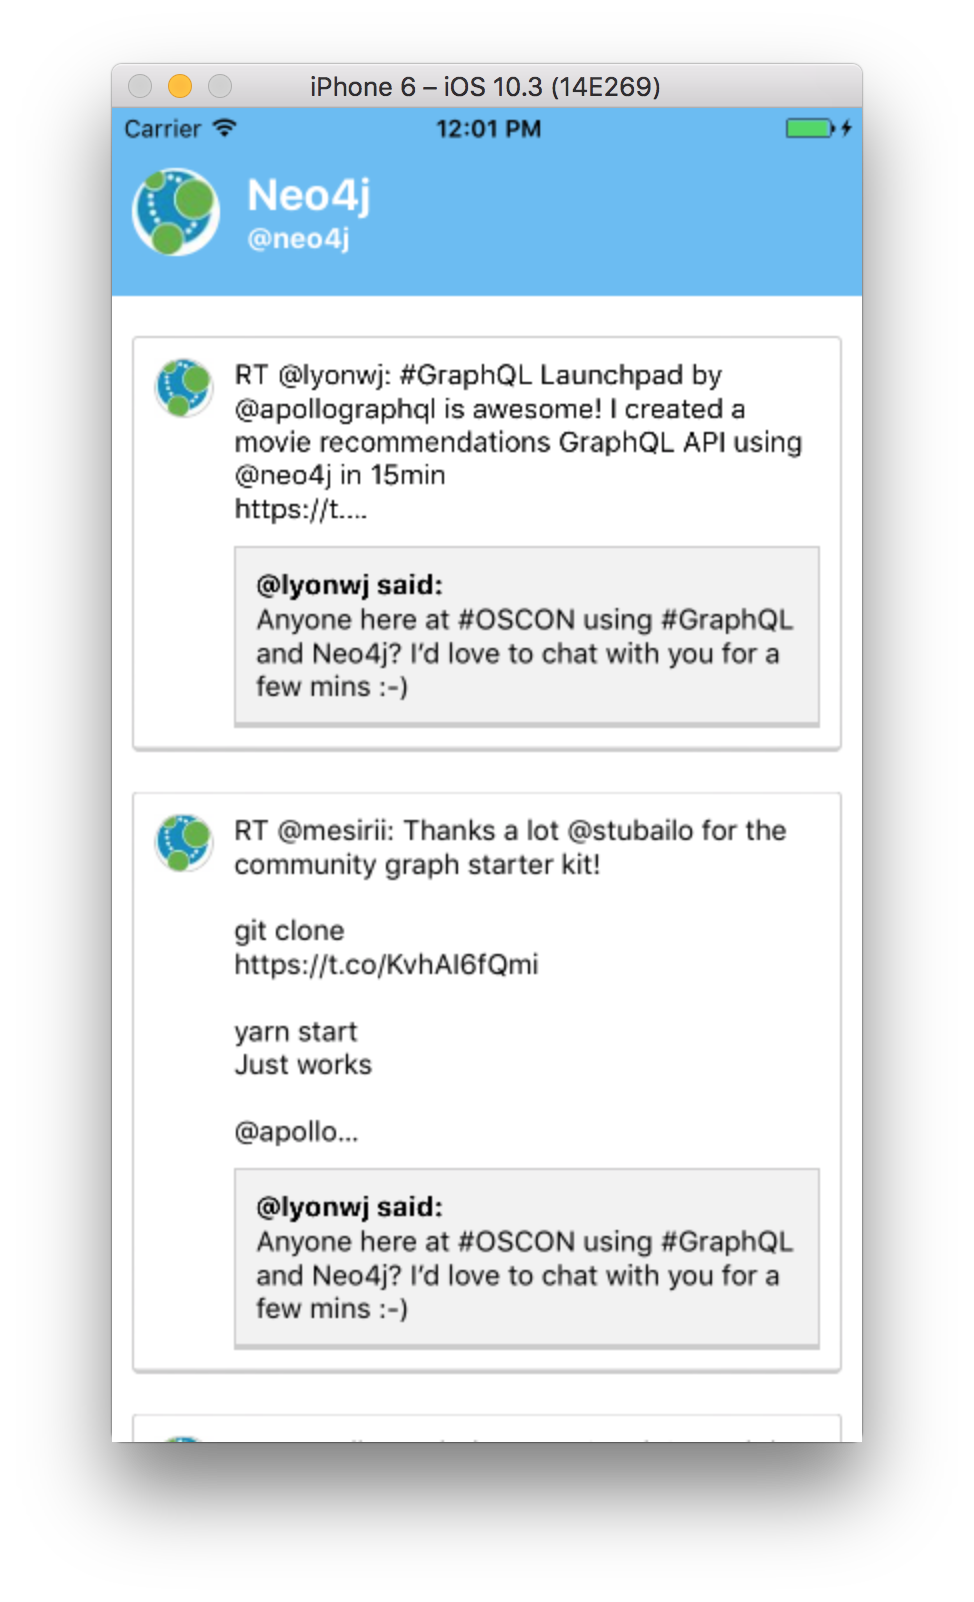 iPhone 6 – iOS 10.3 (14E269)
Carrier
12:01 PM
Neo4j
@neo4j
RT @lyonwj: #GraphQL Launchpad by
@apollographql is awesome! I created a
movie recommendations GraphQL API using
@neo4j in 15min
https://t.…
@lyonwj said:
Anyone here at #OSCON using #GraphQL
and Neo4j? I’d love to chat with you for a
few mins :-)
RT @mesirii: Thanks a lot @stubailo for the
community graph starter kit!
git clone
https://t.co/KvhAI6fQmi
yarn start
Just works
@apollo…
@lyonwj said:
Anyone here at #OSCON using #GraphQL
and Neo4j? I’d love to chat with you for a
few mins :-)